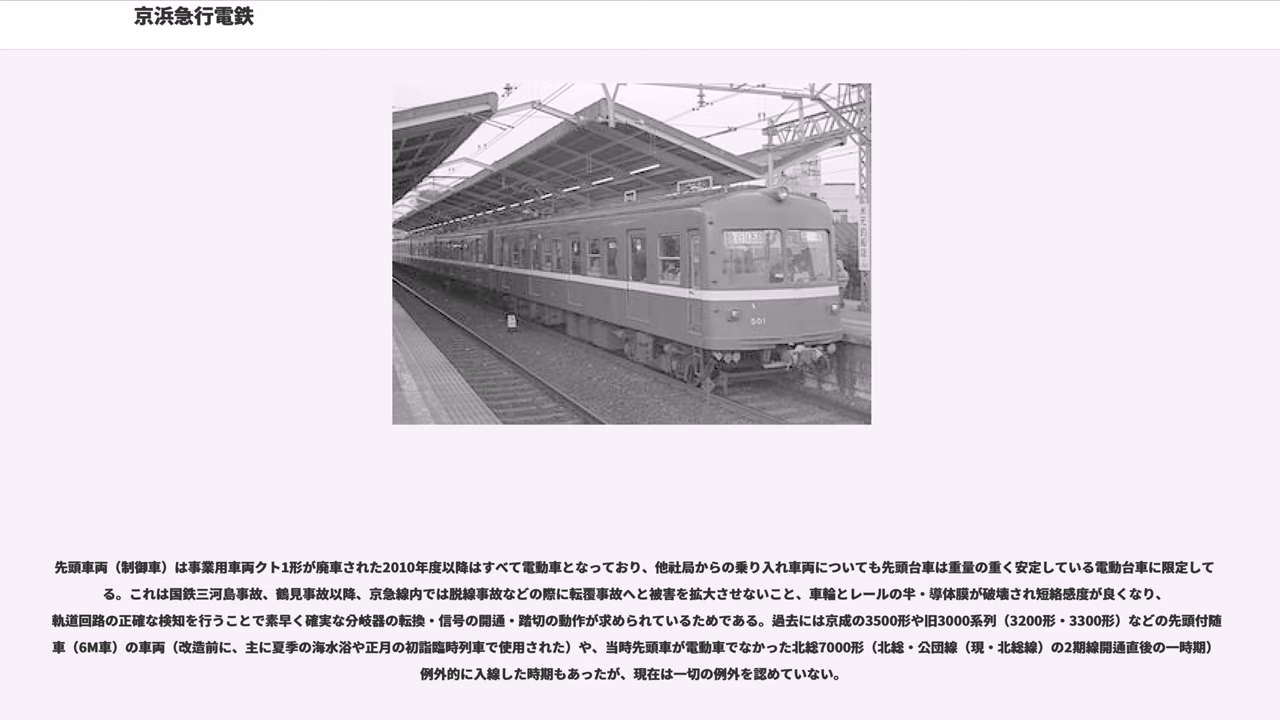 京浜急行電鉄
501
先頭車両（制御車）は事業用車両クト1形が廃車された2010年度以降はすべて電動車となっており、他社局からの乗り入れ車両についても先頭台車は重量の重く安定している電動台車に限定して
る。これは国鉄三河島事故、鶴見事故以降、京急線内では脱線事故などの際に転覆事故へと被害を拡大させないこと、車輪とレールの半・導体膜が破壊され短絡感度が良くなり、
軌道回路の正確な検知を行うことで素早く確実な分岐器の転換・信号の開通・踏切の動作が求められているためである。過去には京成の3500形や旧3000系列（3200形・3300形）などの先頭付随
車（6M車）の車両（改造前に、主に夏季の海水浴や正月の初詣臨時列車で使用された）や、当時先頭車が電動車でなかった北総7000形（北総・公団線（現・北総線）の2期線開通直後の一時期）
例外的に入線した時期もあったが、現在は一切の例外を認めていない。